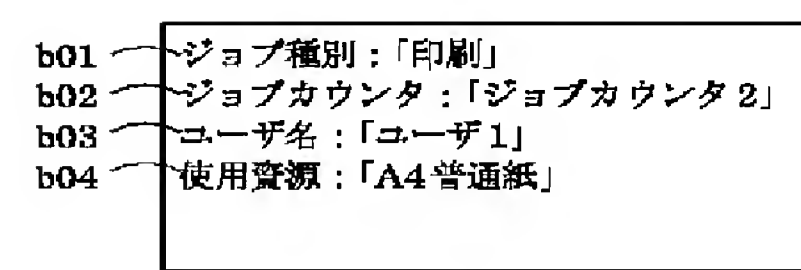 b01 ジョブ種別：「印刷」
b02 ジョブカウンタ：「ジョブカウンタ2」
b03 ユーザ名：「ユーザ1」
b04 使用資源：「A4普通紙」